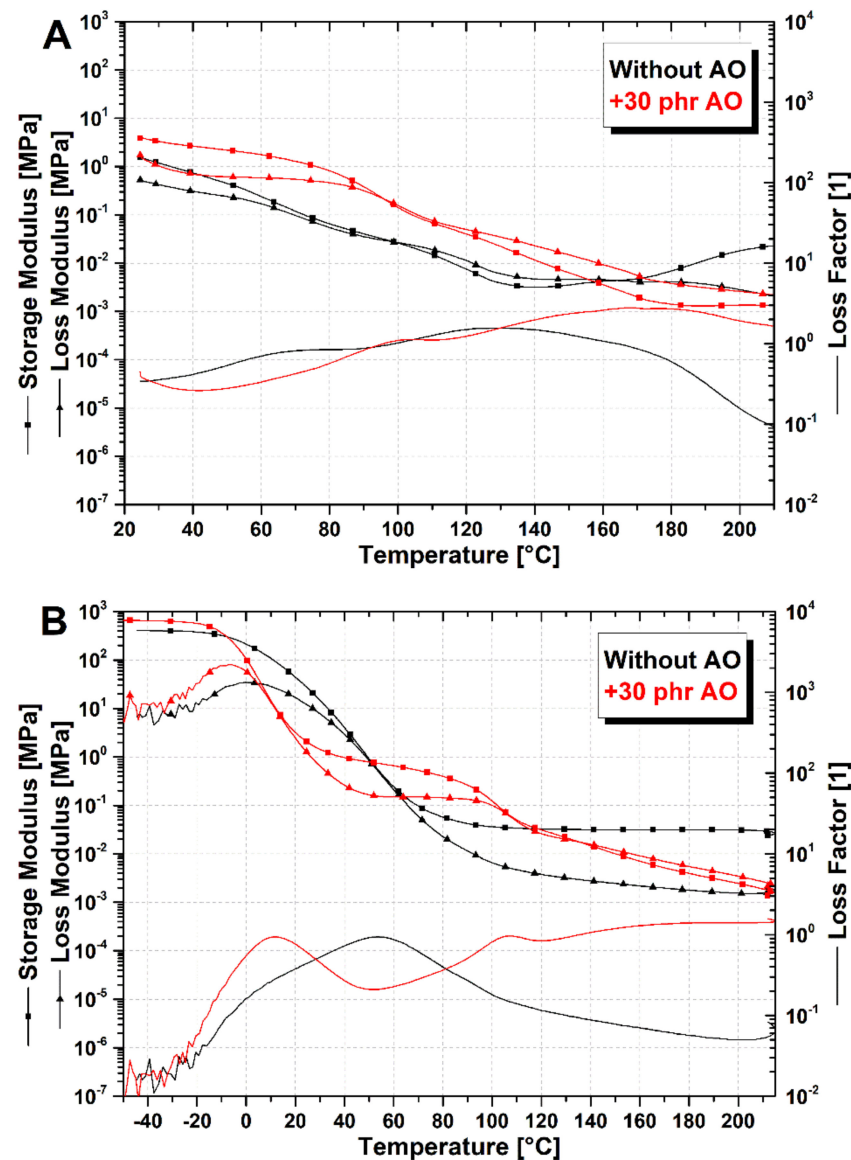 A
Without AO
+30 phr AO
10^3
10^2
10^1
10^0
10^-1
10^-2
10^-3
10^-4
10^-5
10^-6
10^-7
10^4
10^3
10^2
10^1
10^0
10^-1
10^-2
20 40 60 80 100 120 140 160 180 200
Temperature [°C]
Storage Modulus [MPa]
Loss Modulus [MPa]
Loss Factor [1]
B
Without AO
+30 phr AO
10^3
10^2
10^1
10^0
10^-1
10^-2
10^-3
10^-4
10^-5
10^-6
10^-7
10^4
10^3
10^2
10^1
10^0
10^-1
10^-2
-40 -20 0 20 40 60 80 100 120 140 160 180 200
Temperature [°C]
Storage Modulus [MPa]
Loss Modulus [MPa]
Loss Factor [1]